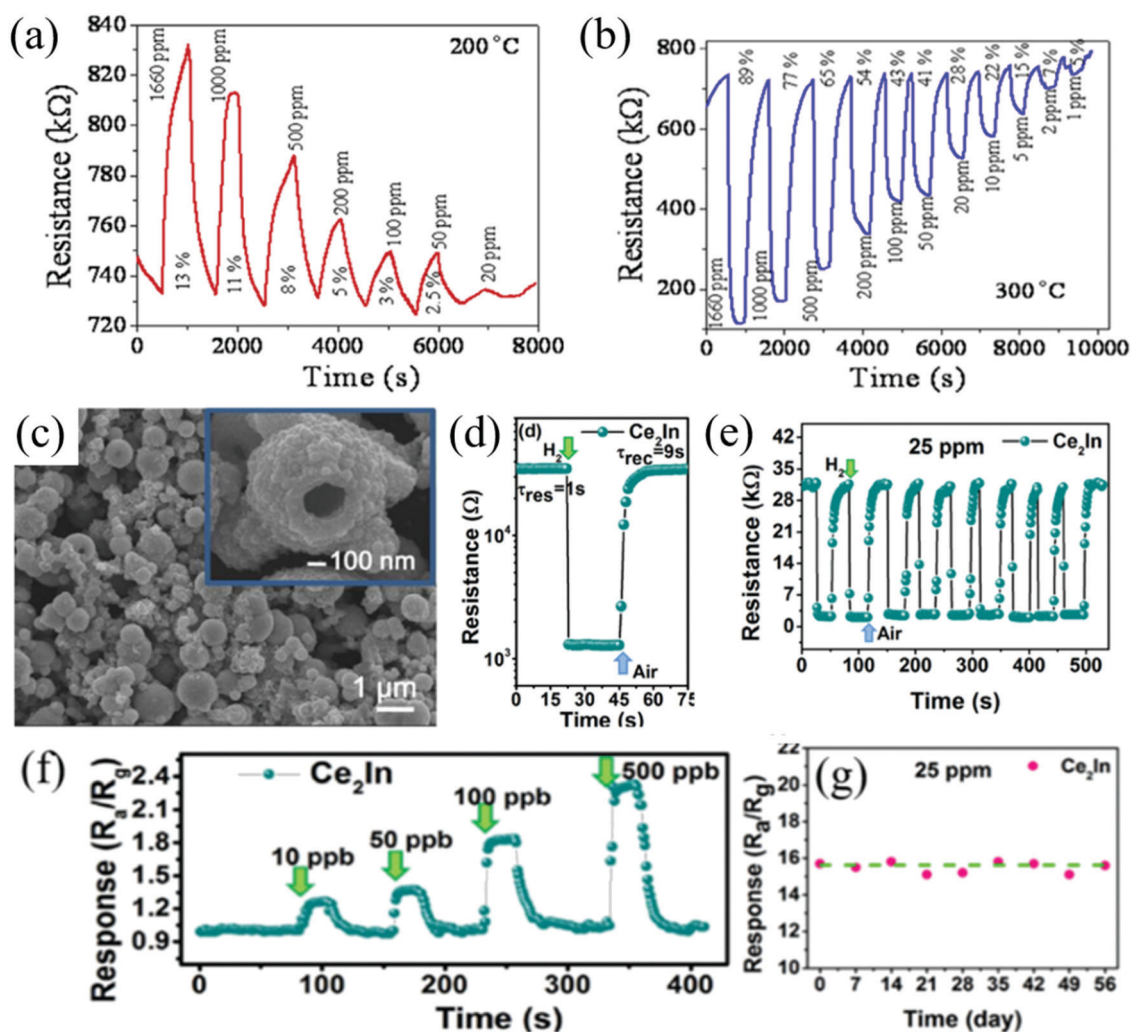 (a)
200 °C
1660 ppm
1000 ppm
500 ppm
200 ppm
100 ppm
50 ppm
20 ppm
13 %
11 %
8 %
5 %
3 %
2.5 %
840
820
800
780
760
740
720
Resistance (kΩ)
0 2000 4000 6000 8000
Time (s)
(b)
89 %
77 %
65 %
54 %
43 %
41 %
28 %
22 %
15 %
7 %
5 %
1660 ppm
1000 ppm
500 ppm
200 ppm
100 ppm
50 ppm
20 ppm
10 ppm
5 ppm
2 ppm
1 ppm
300 °C
800
600
400
200
Resistance (kΩ)
0 2000 4000 6000 8000 10000
Time (s)
(c)
100 nm
1 µm
(d)
(d)
H2
Ce2In
τrec=9s
τres=1s
Air
10⁴
10³
Resistance (Ω)
0 15 30 45 60 75
Time (s)
(e)
25 ppm
Ce2In
H2
Air
42
35
28
21
14
7
0
Resistance (kΩ)
0 100 200 300 400 500
Time (s)
(f)
Ce2In
10 ppb
50 ppb
100 ppb
500 ppb
2.4
2.1
1.8
1.5
1.2
0.9
Response (Ra/Rg)
0 100 200 300 400
Time (s)
(g)
25 ppm
Ce2In
22
20
18
16
14
12
10
Response (Ra/Rg)
0 7 14 21 28 35 42 49 56
Time (day)